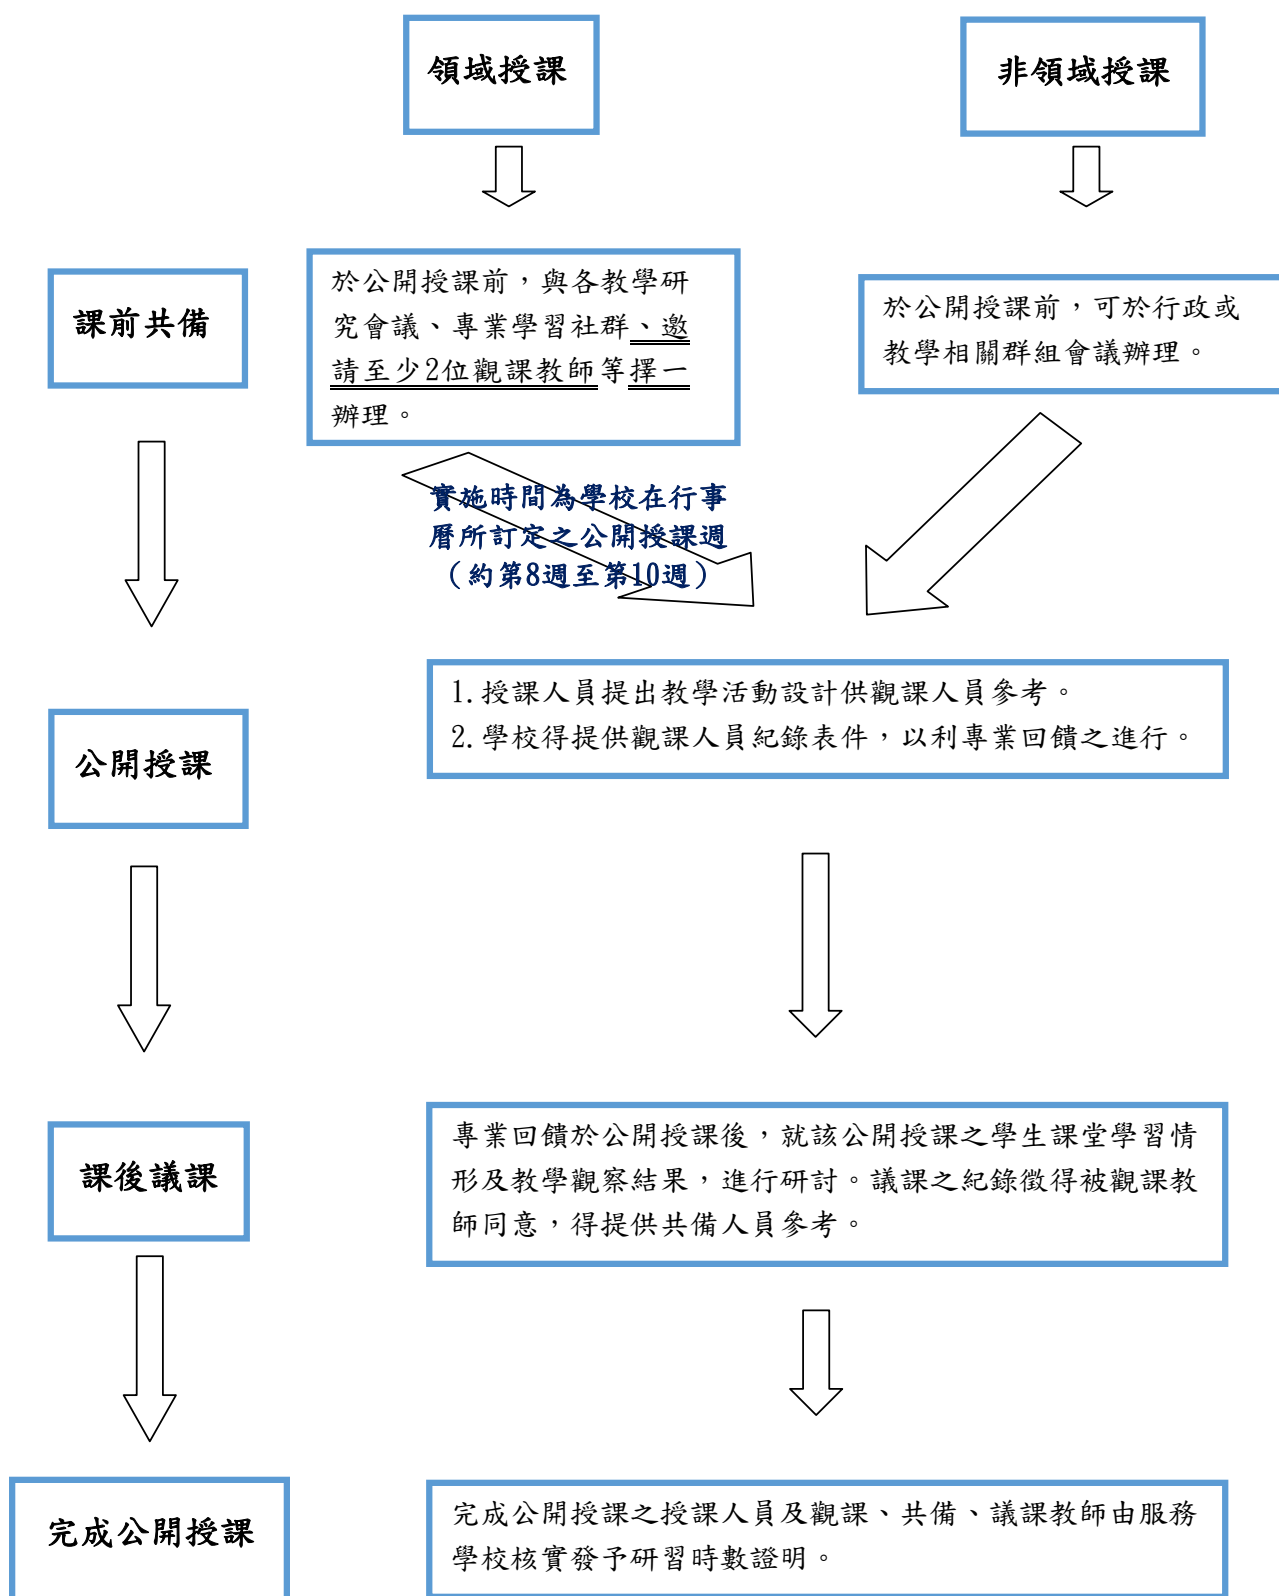 領域授課
非領域授課
課前共備
於公開授課前，與各教學研
究會議、專業學習社群、邀
請至少2位觀課教師等擇一
辦理。
於公開授課前，可於行政或
教學相關群組會議辦理。
實施時間為學校在行事
曆所訂定之公開授課週
（約第8週至第10週）
公開授課
1.授課人員提出教學活動設計供觀課人員參考。
2.學校得提供觀課人員紀錄表件，以利專業回饋之進行。
課後議課
專業回饋於公開授課後，就該公開授課之學生課堂學習情
形及教學觀察結果，進行研討。議課之紀錄徵得被觀課教
師同意，得提供共備人員參考。
完成公開授課
完成公開授課之授課人員及觀課、共備、議課教師由服務
學校核實發予研習時數證明。